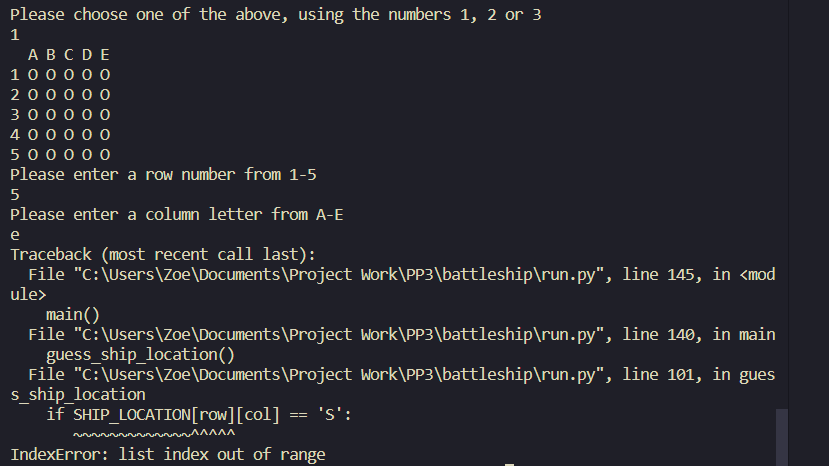 Please choose one of the above, using the numbers 1, 2 or 3
1
  A B C D E
1 O O O O O
2 O O O O O
3 O O O O O
4 O O O O O
5 O O O O O
Please enter a row number from 1-5
5
Please enter a column letter from A-E
e
Traceback (most recent call last):
  File "C:\Users\Zoe\Documents\Project Work\PP3\battleship\run.py", line 145, in <mod
ule>
    main()
  File "C:\Users\Zoe\Documents\Project Work\PP3\battleship\run.py", line 140, in main
    guess_ship_location()
  File "C:\Users\Zoe\Documents\Project Work\PP3\battleship\run.py", line 101, in gues
s_ship_location
    if SHIP_LOCATION[row][col] == 'S':
       ~~~~~~~~~~~~~^^^^^
IndexError: list index out of range